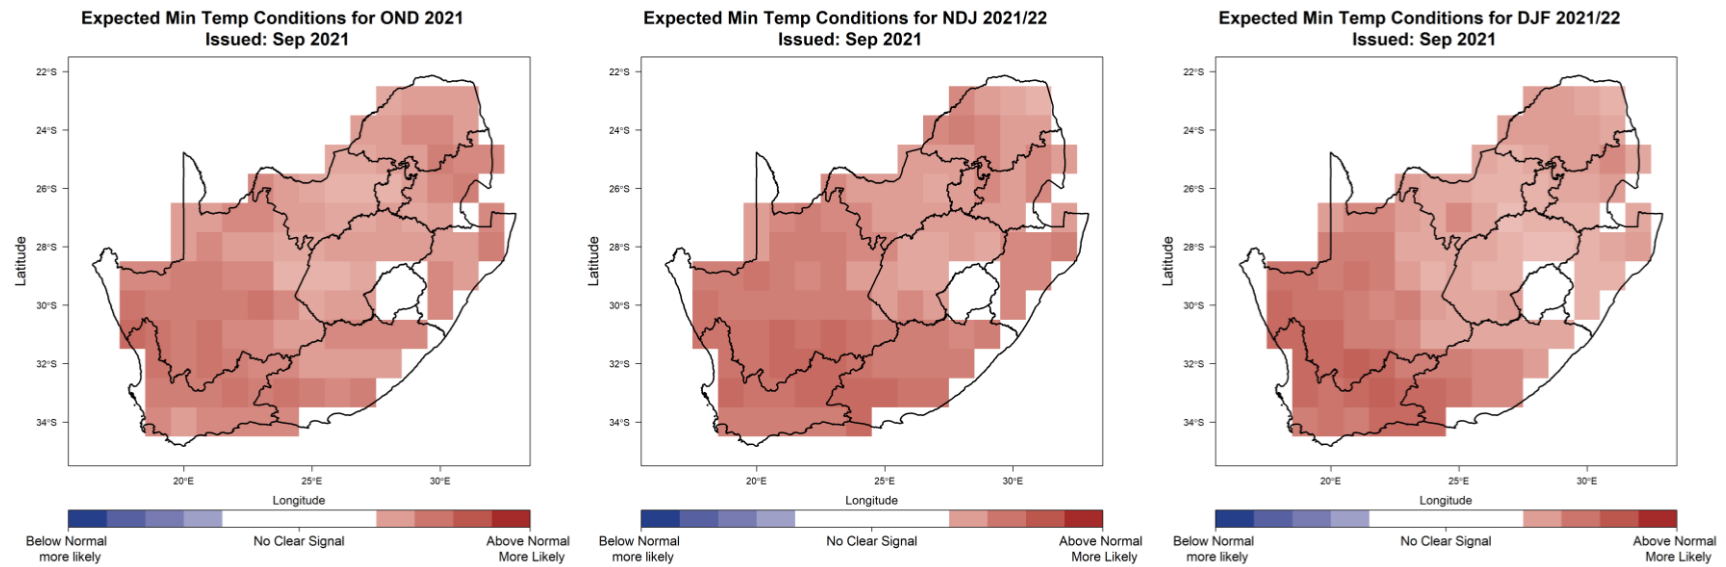 Expected Min Temp Conditions for OND 2021
Issued: Sep 2021
22°S
24°S
26°S
28°S
30°S
32°S
34°S
Latitude
20°E
25°E
30°E
Longitude
Below Normal
more likely
No Clear Signal
Above Normal
More Likely
Expected Min Temp Conditions for NDJ 2021/22
Issued: Sep 2021
22°S
24°S
26°S
28°S
30°S
32°S
34°S
Latitude
20°E
25°E
30°E
Longitude
Below Normal
more likely
No Clear Signal
Above Normal
More Likely
Expected Min Temp Conditions for DJF 2021/22
Issued: Sep 2021
22°S
24°S
26°S
28°S
30°S
32°S
34°S
Latitude
20°E
25°E
30°E
Longitude
Below Normal
more likely
No Clear Signal
Above Normal
More Likely